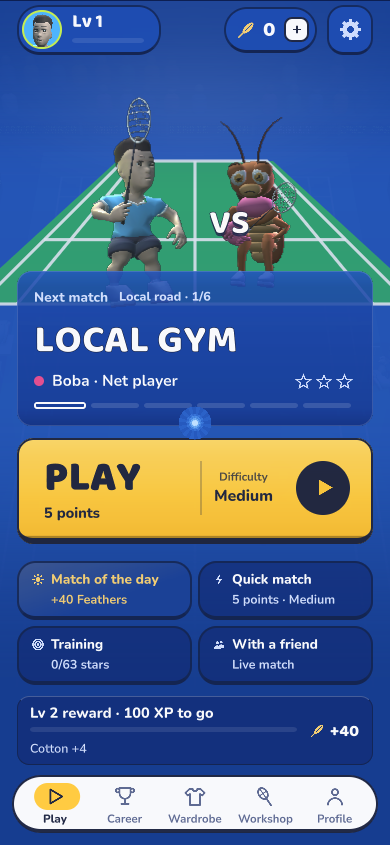 Lv 1
0
+
VS
Next match Local road · 1/6
LOCAL GYM
Boba · Net player
PLAY
5 points
Difficulty
Medium
Match of the day
+40 Feathers
Quick match
5 points · Medium
Training
0/63 stars
With a friend
Live match
Lv 2 reward · 100 XP to go
+40
Cotton +4
Play
Career
Wardrobe
Workshop
Profile